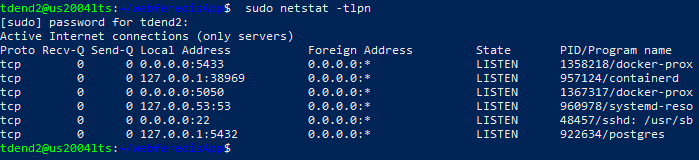 tdend2@us2004lts: $ sudo netstat -tlpn
[sudo] password for tdend2:
Active Internet connections (only servers)
Proto Recv-Q Send-Q Local Address           Foreign Address         State       PID/Program name
tcp        0      0 0.0.0.0:5433            0.0.0.0:*               LISTEN      1358218/docker-prox
tcp        0      0 127.0.0.1:38969         0.0.0.0:*               LISTEN      957124/containerd
tcp        0      0 0.0.0.0:5050            0.0.0.0:*               LISTEN      1367317/docker-prox
tcp        0      0 127.0.0.53:53           0.0.0.0:*               LISTEN      960978/systemd-reso
tcp        0      0 0.0.0.0:22              0.0.0.0:*               LISTEN      48457/sshd: /usr/sb
tcp        0      0 127.0.0.1:5432          0.0.0.0:*               LISTEN      922634/postgres
tdend2@us2004lts: $